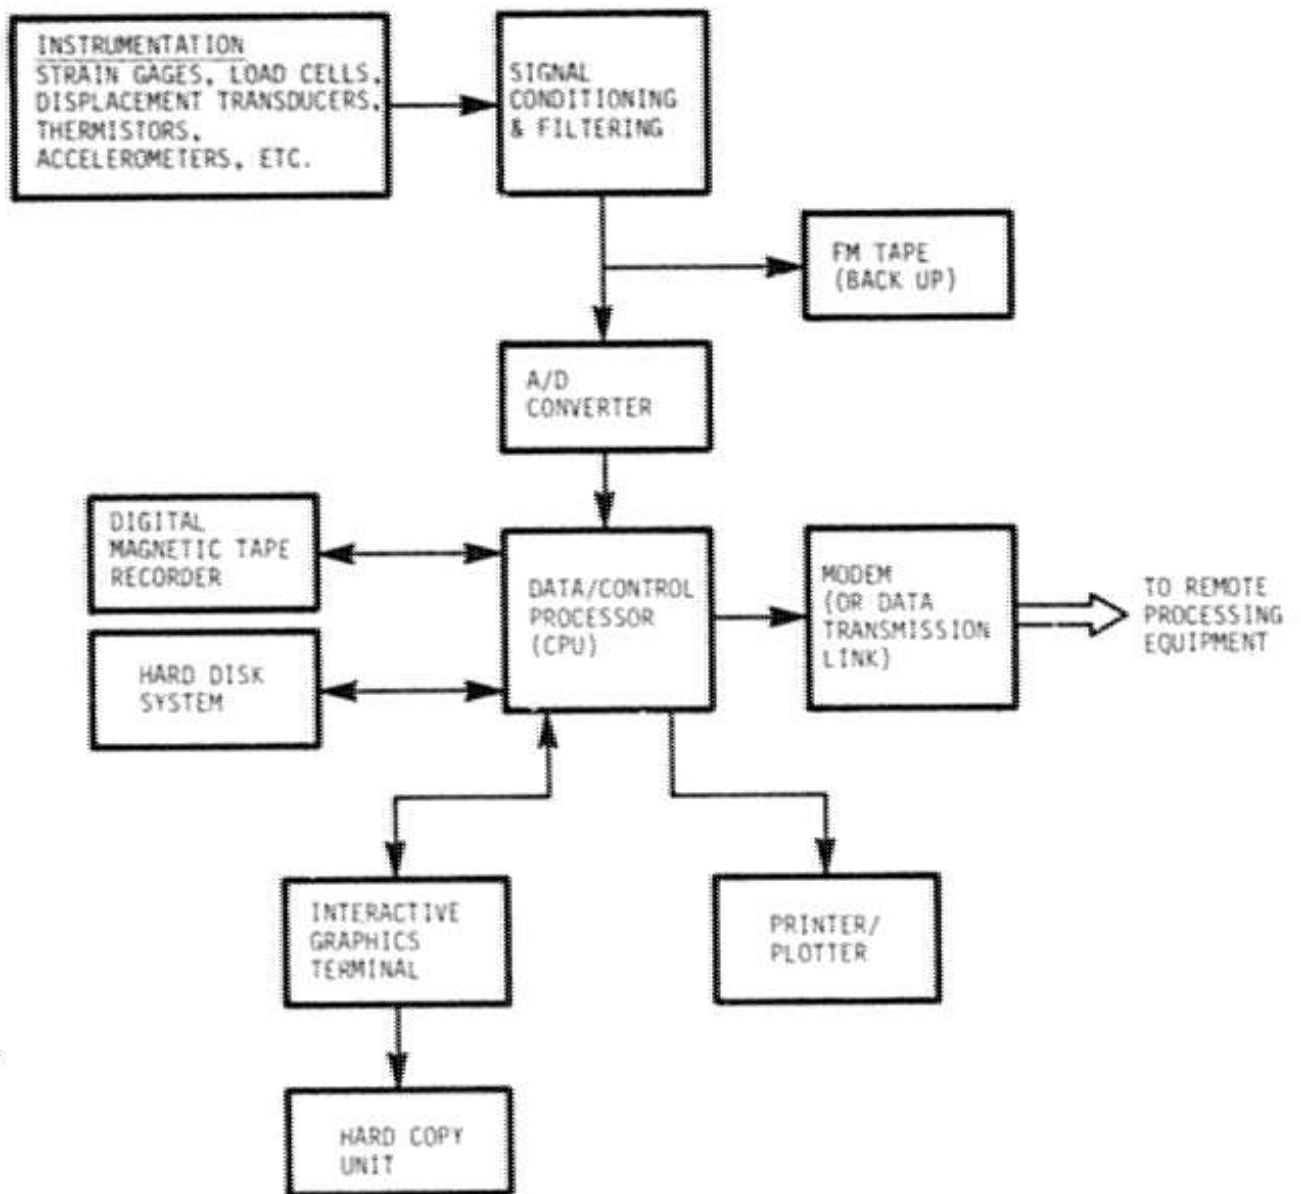 INSTRUMENTATION
STRAIN GAGES, LOAD CELLS,
DISPLACEMENT TRANSDUCERS,
THERMISTORS,
ACCELEROMETERS, ETC.
SIGNAL
CONDITIONING
& FILTERING
FM TAPE
(BACK UP)
A/D
CONVERTER
DIGITAL
MAGNETIC TAPE
RECORDER
DATA/CONTROL
PROCESSOR
(CPU)
MODEM
(OR DATA
TRANSMISSION
LINK)
TO REMOTE
PROCESSING
EQUIPMENT
HARD DISK
SYSTEM
INTERACTIVE
GRAPHICS
TERMINAL
PRINTER/
PLOTTER
HARD COPY
UNIT